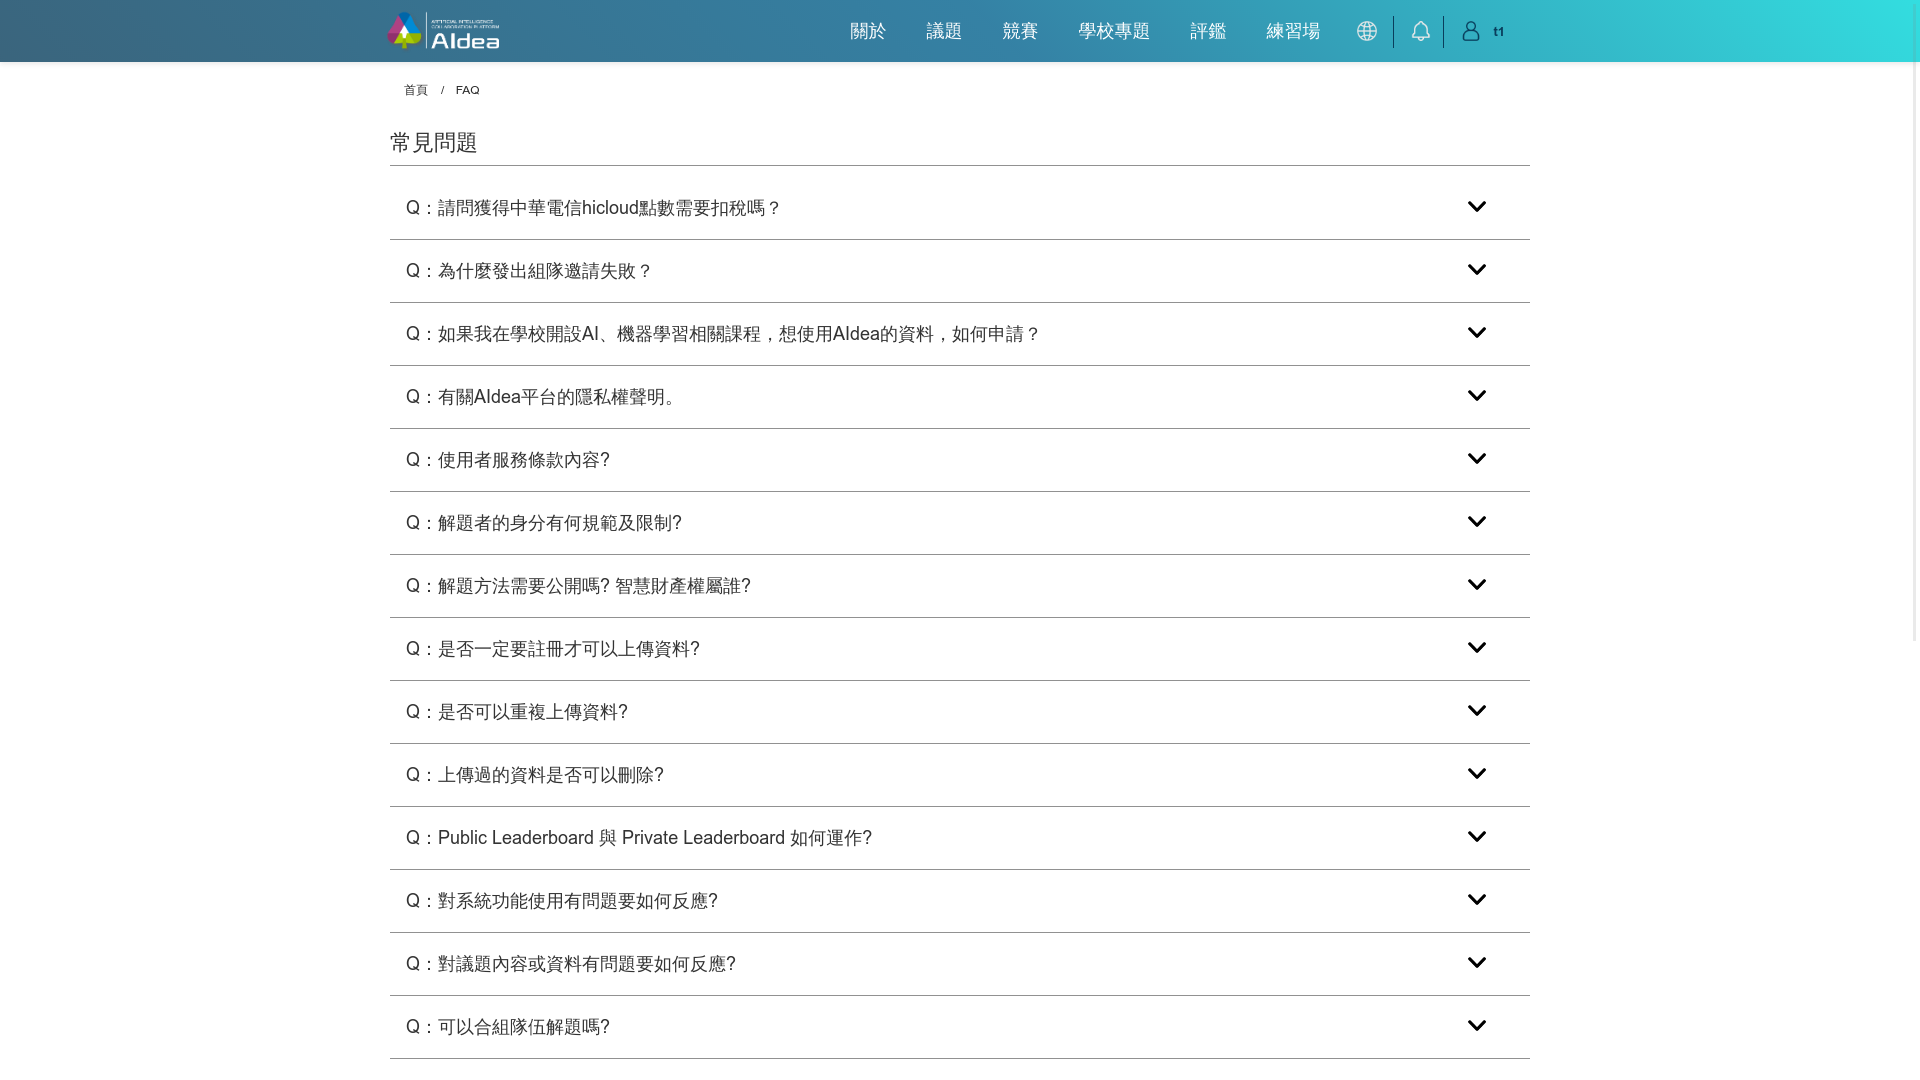 ARTIFICIAL INTELLIGENCE
COLLABORATION PLATFORM
AIdea
關於 議題 競賽 學校專題 評鑑 練習場 t1
首頁 / FAQ
常見問題
Q：請問獲得中華電信hicloud點數需要扣稅嗎？
Q：為什麼發出組隊邀請失敗？
Q：如果我在學校開設AI、機器學習相關課程，想使用AIdea的資料，如何申請？
Q：有關AIdea平台的隱私權聲明。
Q：使用者服務條款內容?
Q：解題者的身分有何規範及限制?
Q：解題方法需要公開嗎? 智慧財產權屬誰?
Q：是否一定要註冊才可以上傳資料?
Q：是否可以重複上傳資料?
Q：上傳過的資料是否可以刪除?
Q：Public Leaderboard 與 Private Leaderboard 如何運作?
Q：對系統功能使用有問題要如何反應?
Q：對議題內容或資料有問題要如何反應?
Q：可以合組隊伍解題嗎?